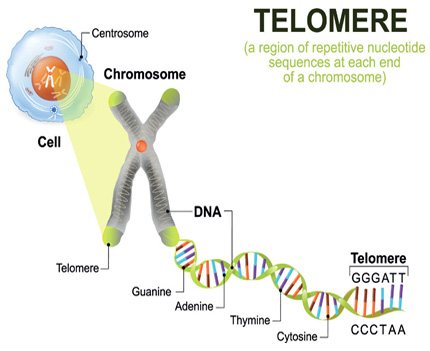 TELOMERE
(a region of repetitive nucleotide
sequences at each end
of a chromosome)
Centrosome
Chromosome
Cell
DNA
Telomere
Guanine
Adenine
Thymine
Cytosine
Telomere
GGGATT
CCCTAA